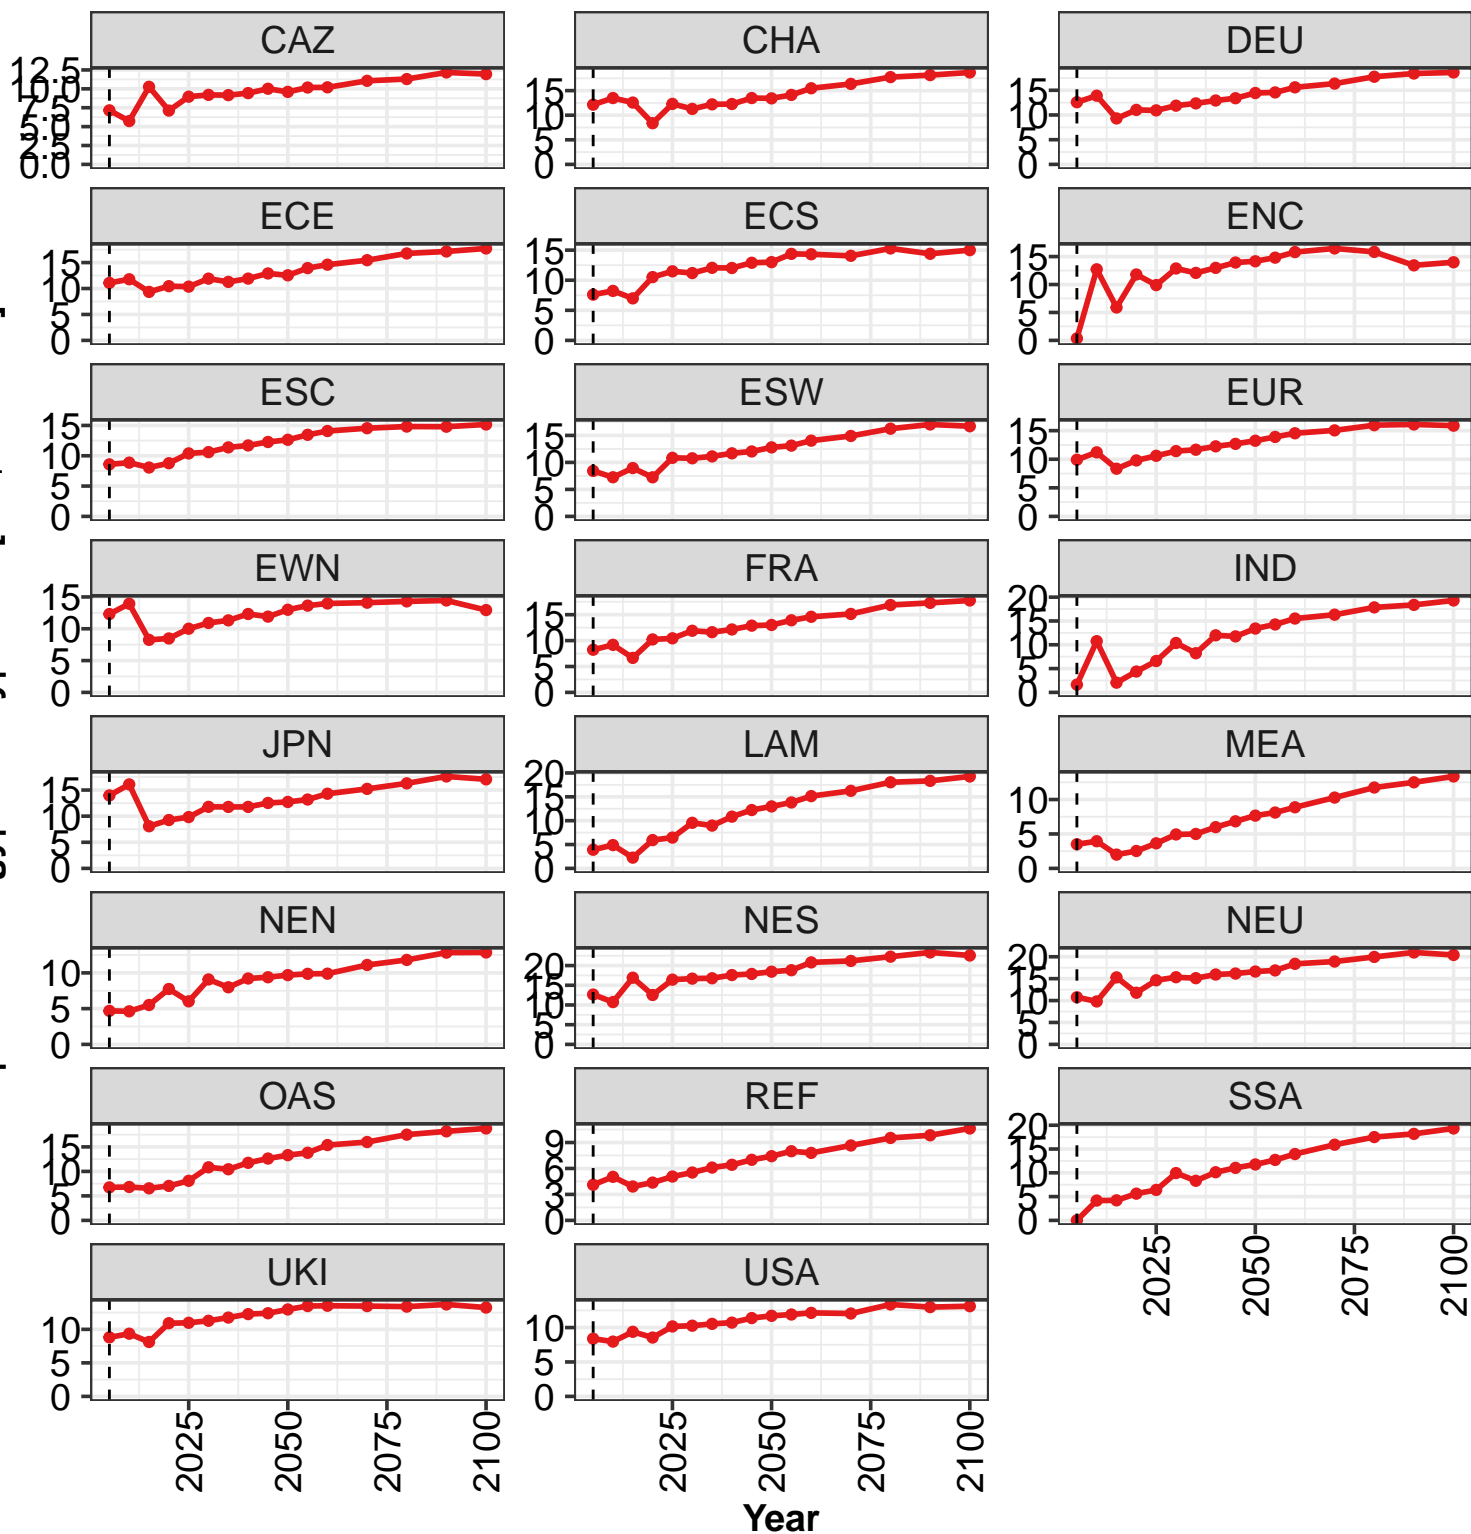 CAZ CHA DEU
12.5 10.0 7.5 5.0 2.5 0.0
15 10 5 0
15 10 5 0
ECE ECS ENC
15 10 5 0
15 10 5 0
15 10 5 0
ESC ESW EUR
15 10 5 0
15 10 5 0
15 10 5 0
EWN FRA IND
15 10 5 0
15 10 5 0
20 15 10 5 0
JPN LAM MEA
15 10 5 0
20 15 10 5 0
10 5 0
NEN NES NEU
10 5 0
20 15 10 5 0
20 15 10 5 0
OAS REF SSA
15 10 5 0
9 6 3 0
20 15 10 5 0
2025 2050 2075 2100
UKI USA
10 5 0
10 5 0
2025 2050 2075 2100
2025 2050 2075 2100
Year